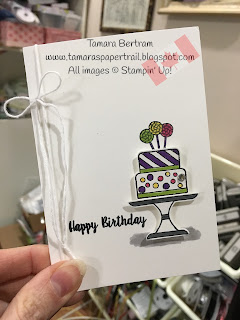 Tamara Bertram
www.tamaraspapertrail.blogspot.com
All images © Stampin' Up!
Happy Birthday